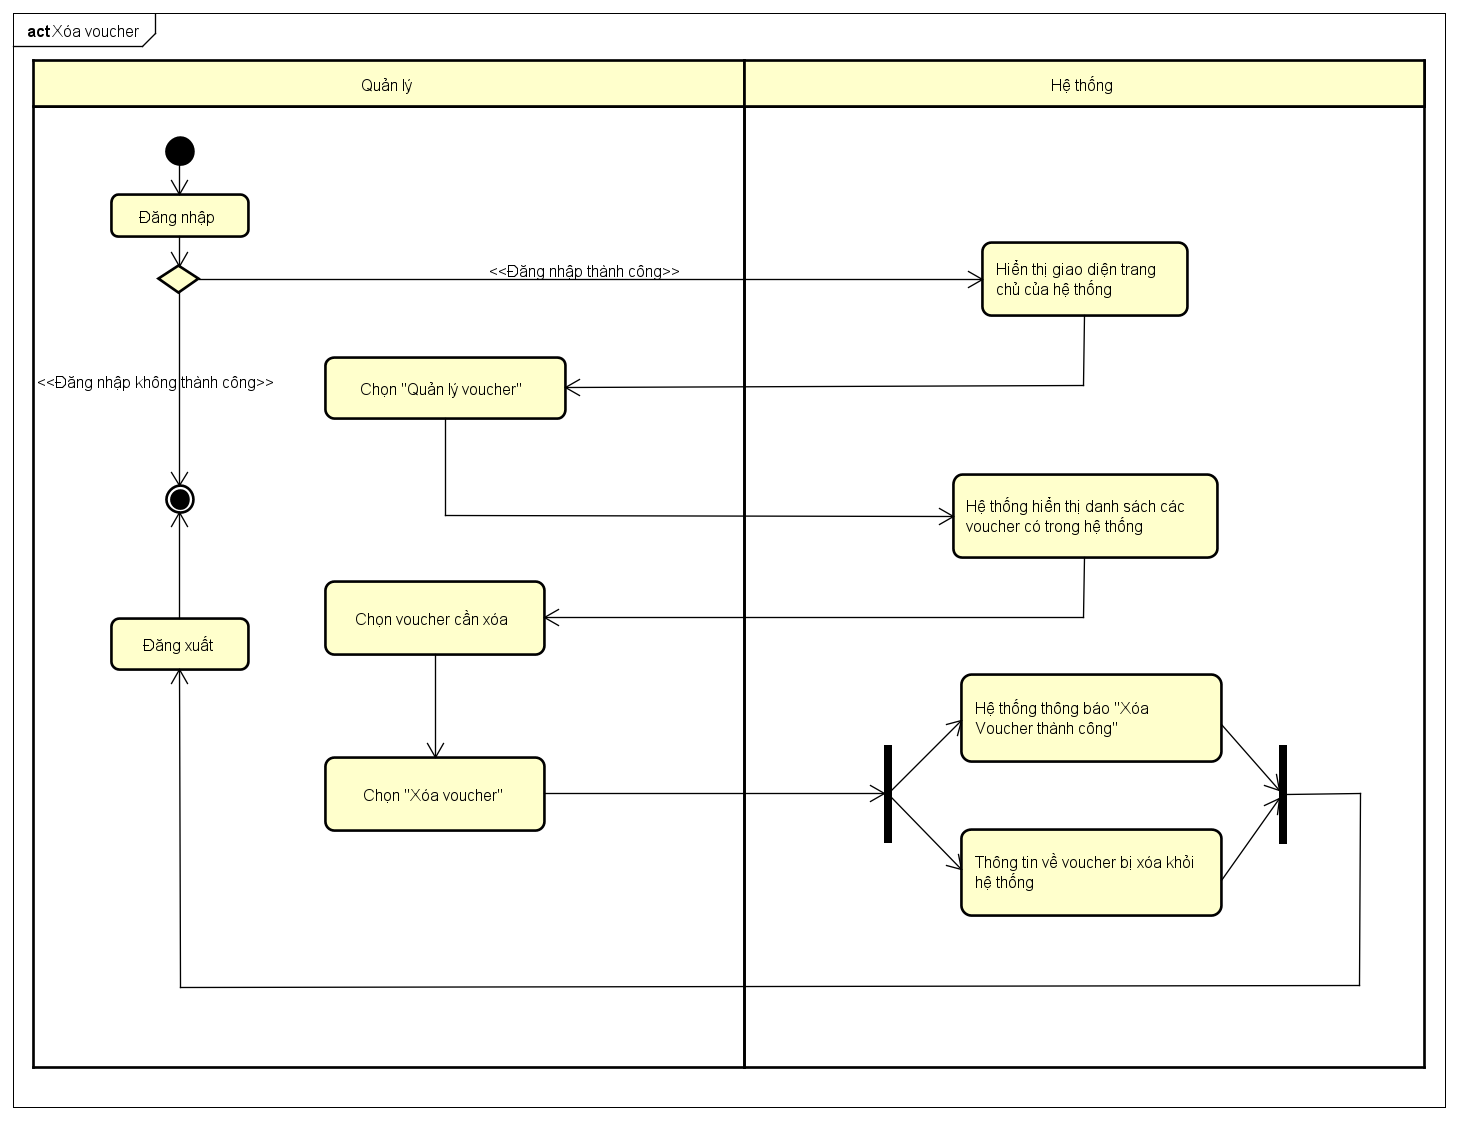 act Xóa voucher
Quản lý
Hệ thống
Đăng nhập
<<Đăng nhập thành công>>
Hiển thị giao diện trang
chủ của hệ thống
<<Đăng nhập không thành công>>
Chọn "Quản lý voucher"
Hệ thống hiển thị danh sách các
voucher có trong hệ thống
Chọn voucher cần xóa
Đăng xuất
Hệ thống thông báo "Xóa
Voucher thành công"
Chọn "Xóa voucher"
Thông tin về voucher bị xóa khỏi
hệ thống